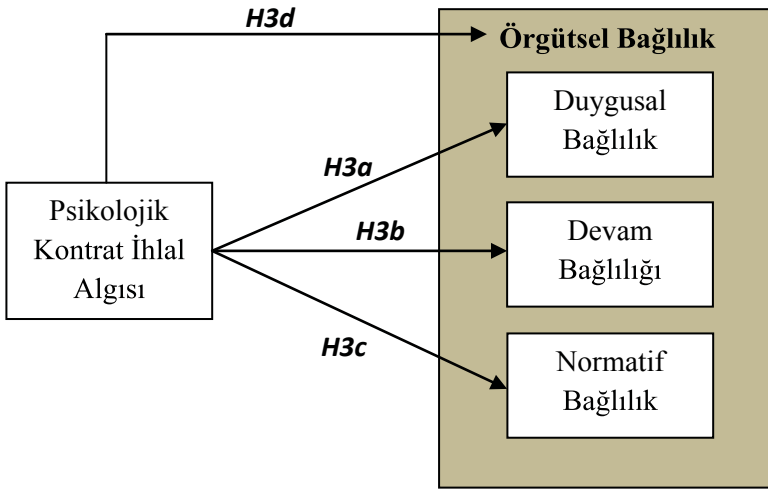 H3d
Örgütsel Bağlılık
Duygusal
Bağlılık
H3a
Psikolojik
Kontrat İhlal
Algısı
H3b
Devam
Bağlılığı
H3c
Normatif
Bağlılık